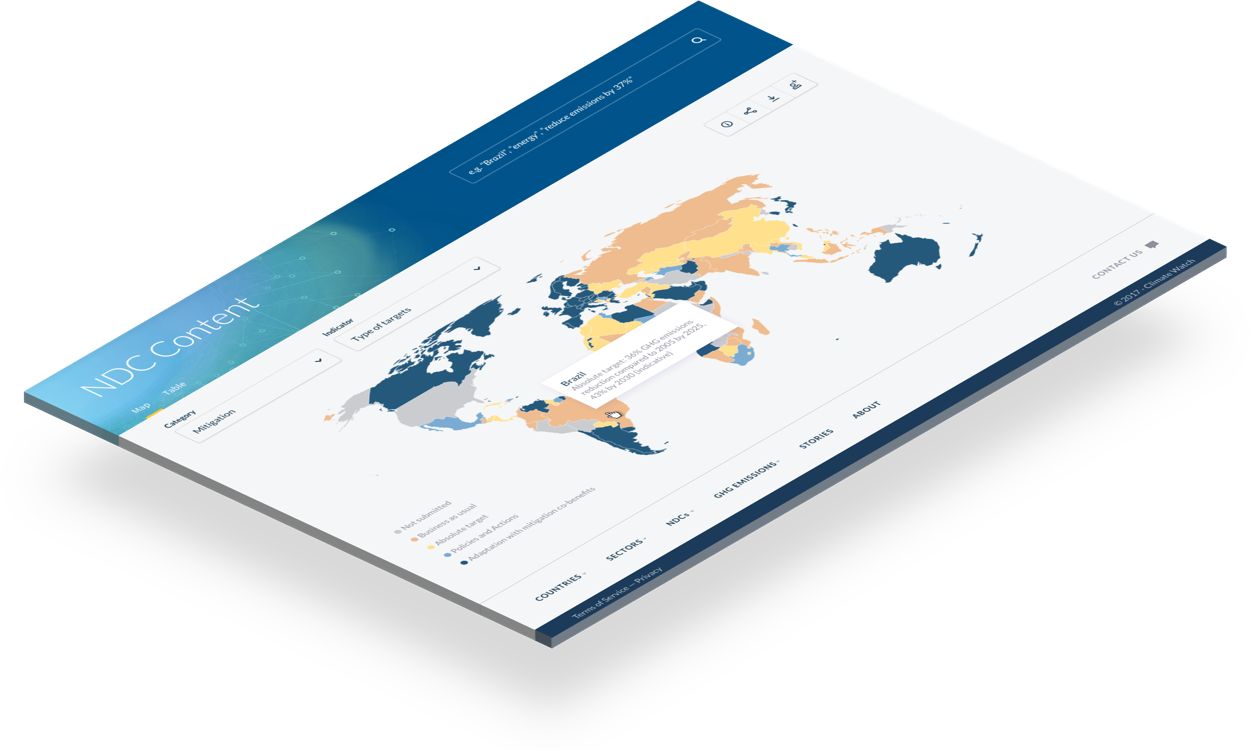 e.g. "Brazil", "energy", "reduce emissions by 37%"
NDC Content
Map
Table
Category
Mitigation
Indicator
Type of targets
Brazil
Absolute target: 36% GHG emissions
reduction compared to 2005 by 2025,
43% by 2030 (indicative)
Not submitted
Business as usual
Absolute target
Policies and Actions
Adaptation with mitigation co-benefits
COUNTRIES
SECTORS
NDCs
GHG EMISSIONS
STORIES
ABOUT
CONTACT US
Terms of Service — Privacy
© 2017 - Climate Watch